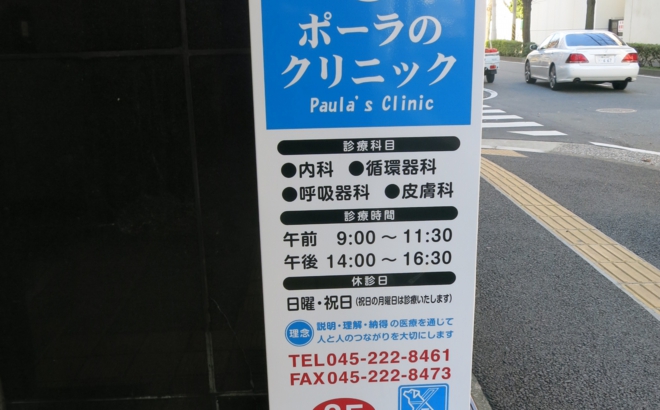 ポーラの
クリニック
Paula's Clinic
診療科目
●内科 ●循環器科
●呼吸器科 ●皮膚科
診療時間
午前 9:00～11:30
午後 14:00～16:30
休診日
日曜・祝日(祝日の月曜日は診療いたします)
理念 説明・理解・納得の医療を通じて
人と人のつながりを大切にします
TEL045-222-8461
FAX045-222-8473